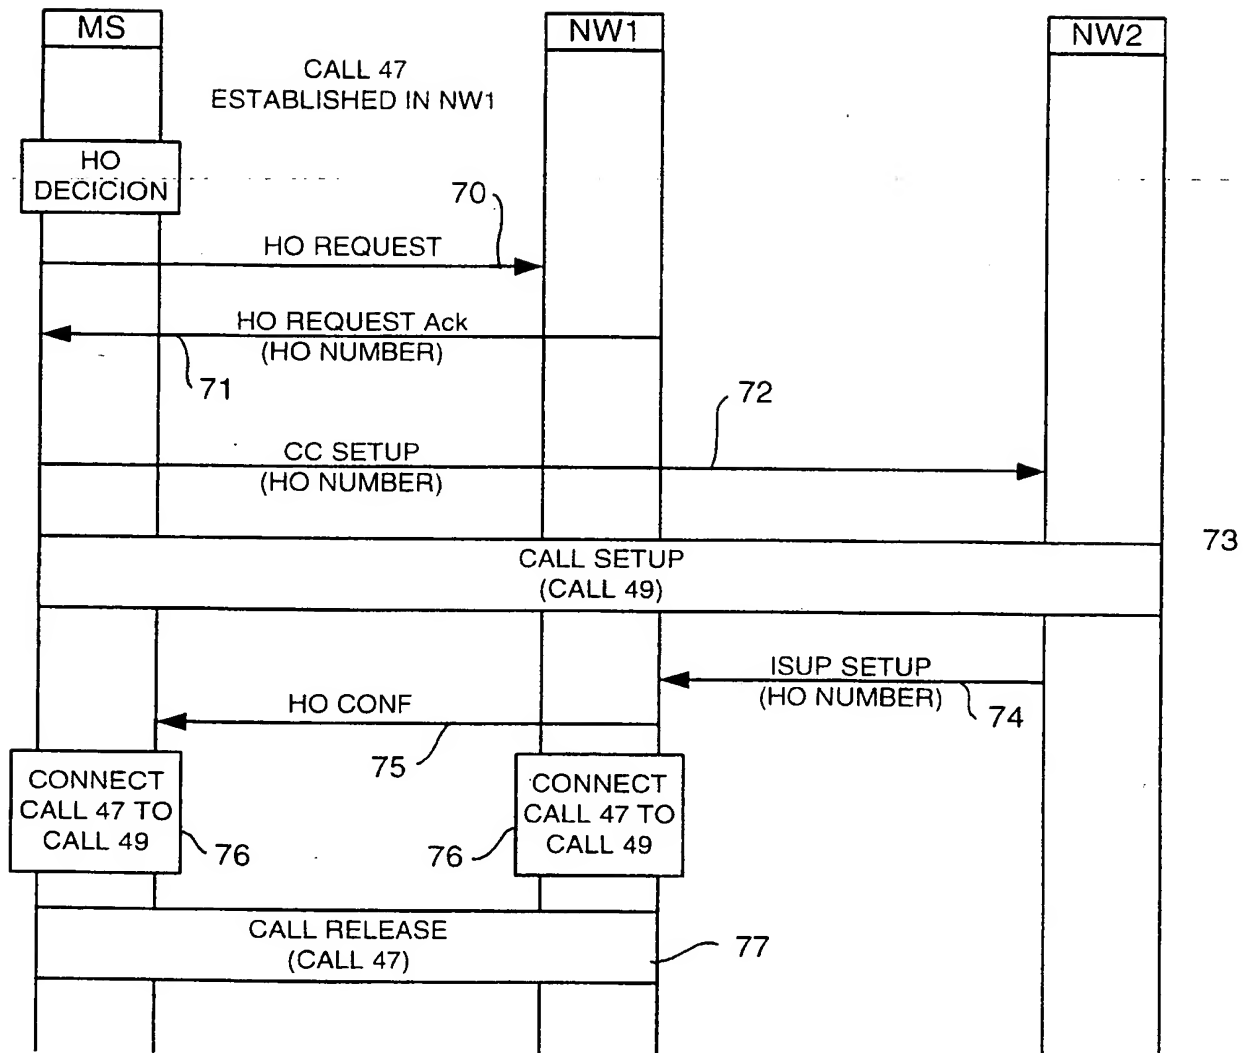 MS
NW1
NW2
CALL 47
ESTABLISHED IN NW1
HO
DECICION
70
HO REQUEST
HO REQUEST Ack
(HO NUMBER)
71
72
CC SETUP
(HO NUMBER)
73
CALL SETUP
(CALL 49)
ISUP SETUP
(HO NUMBER)
74
HO CONF
75
CONNECT
CALL 47 TO
CALL 49
76
CONNECT
CALL 47 TO
CALL 49
76
CALL RELEASE
(CALL 47)
77